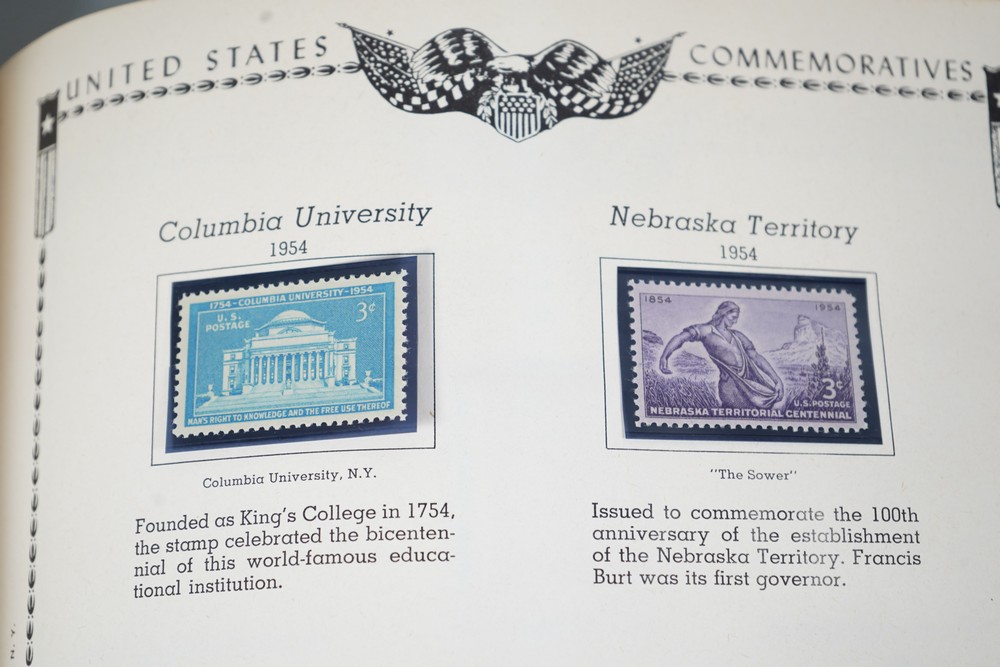 UNITED STATES COMMEMORATIVES
Columbia University
1954
1754-COLUMBIA UNIVERSITY-1954
U.S. POSTAGE
3¢
MAN'S RIGHT TO KNOWLEDGE AND THE FREE USE THEREOF
Columbia University, N.Y.
Founded as King's College in 1754,
the stamp celebrated the bicenten-
nial of this world-famous educa-
tional institution.
Nebraska Territory
1954
1854
1954
3¢
U.S. POSTAGE
NEBRASKA TERRITORIAL CENTENNIAL
"The Sower"
Issued to commemorate the 100th
anniversary of the establishment
of the Nebraska Territory. Francis
Burt was its first governor.
N. Y.